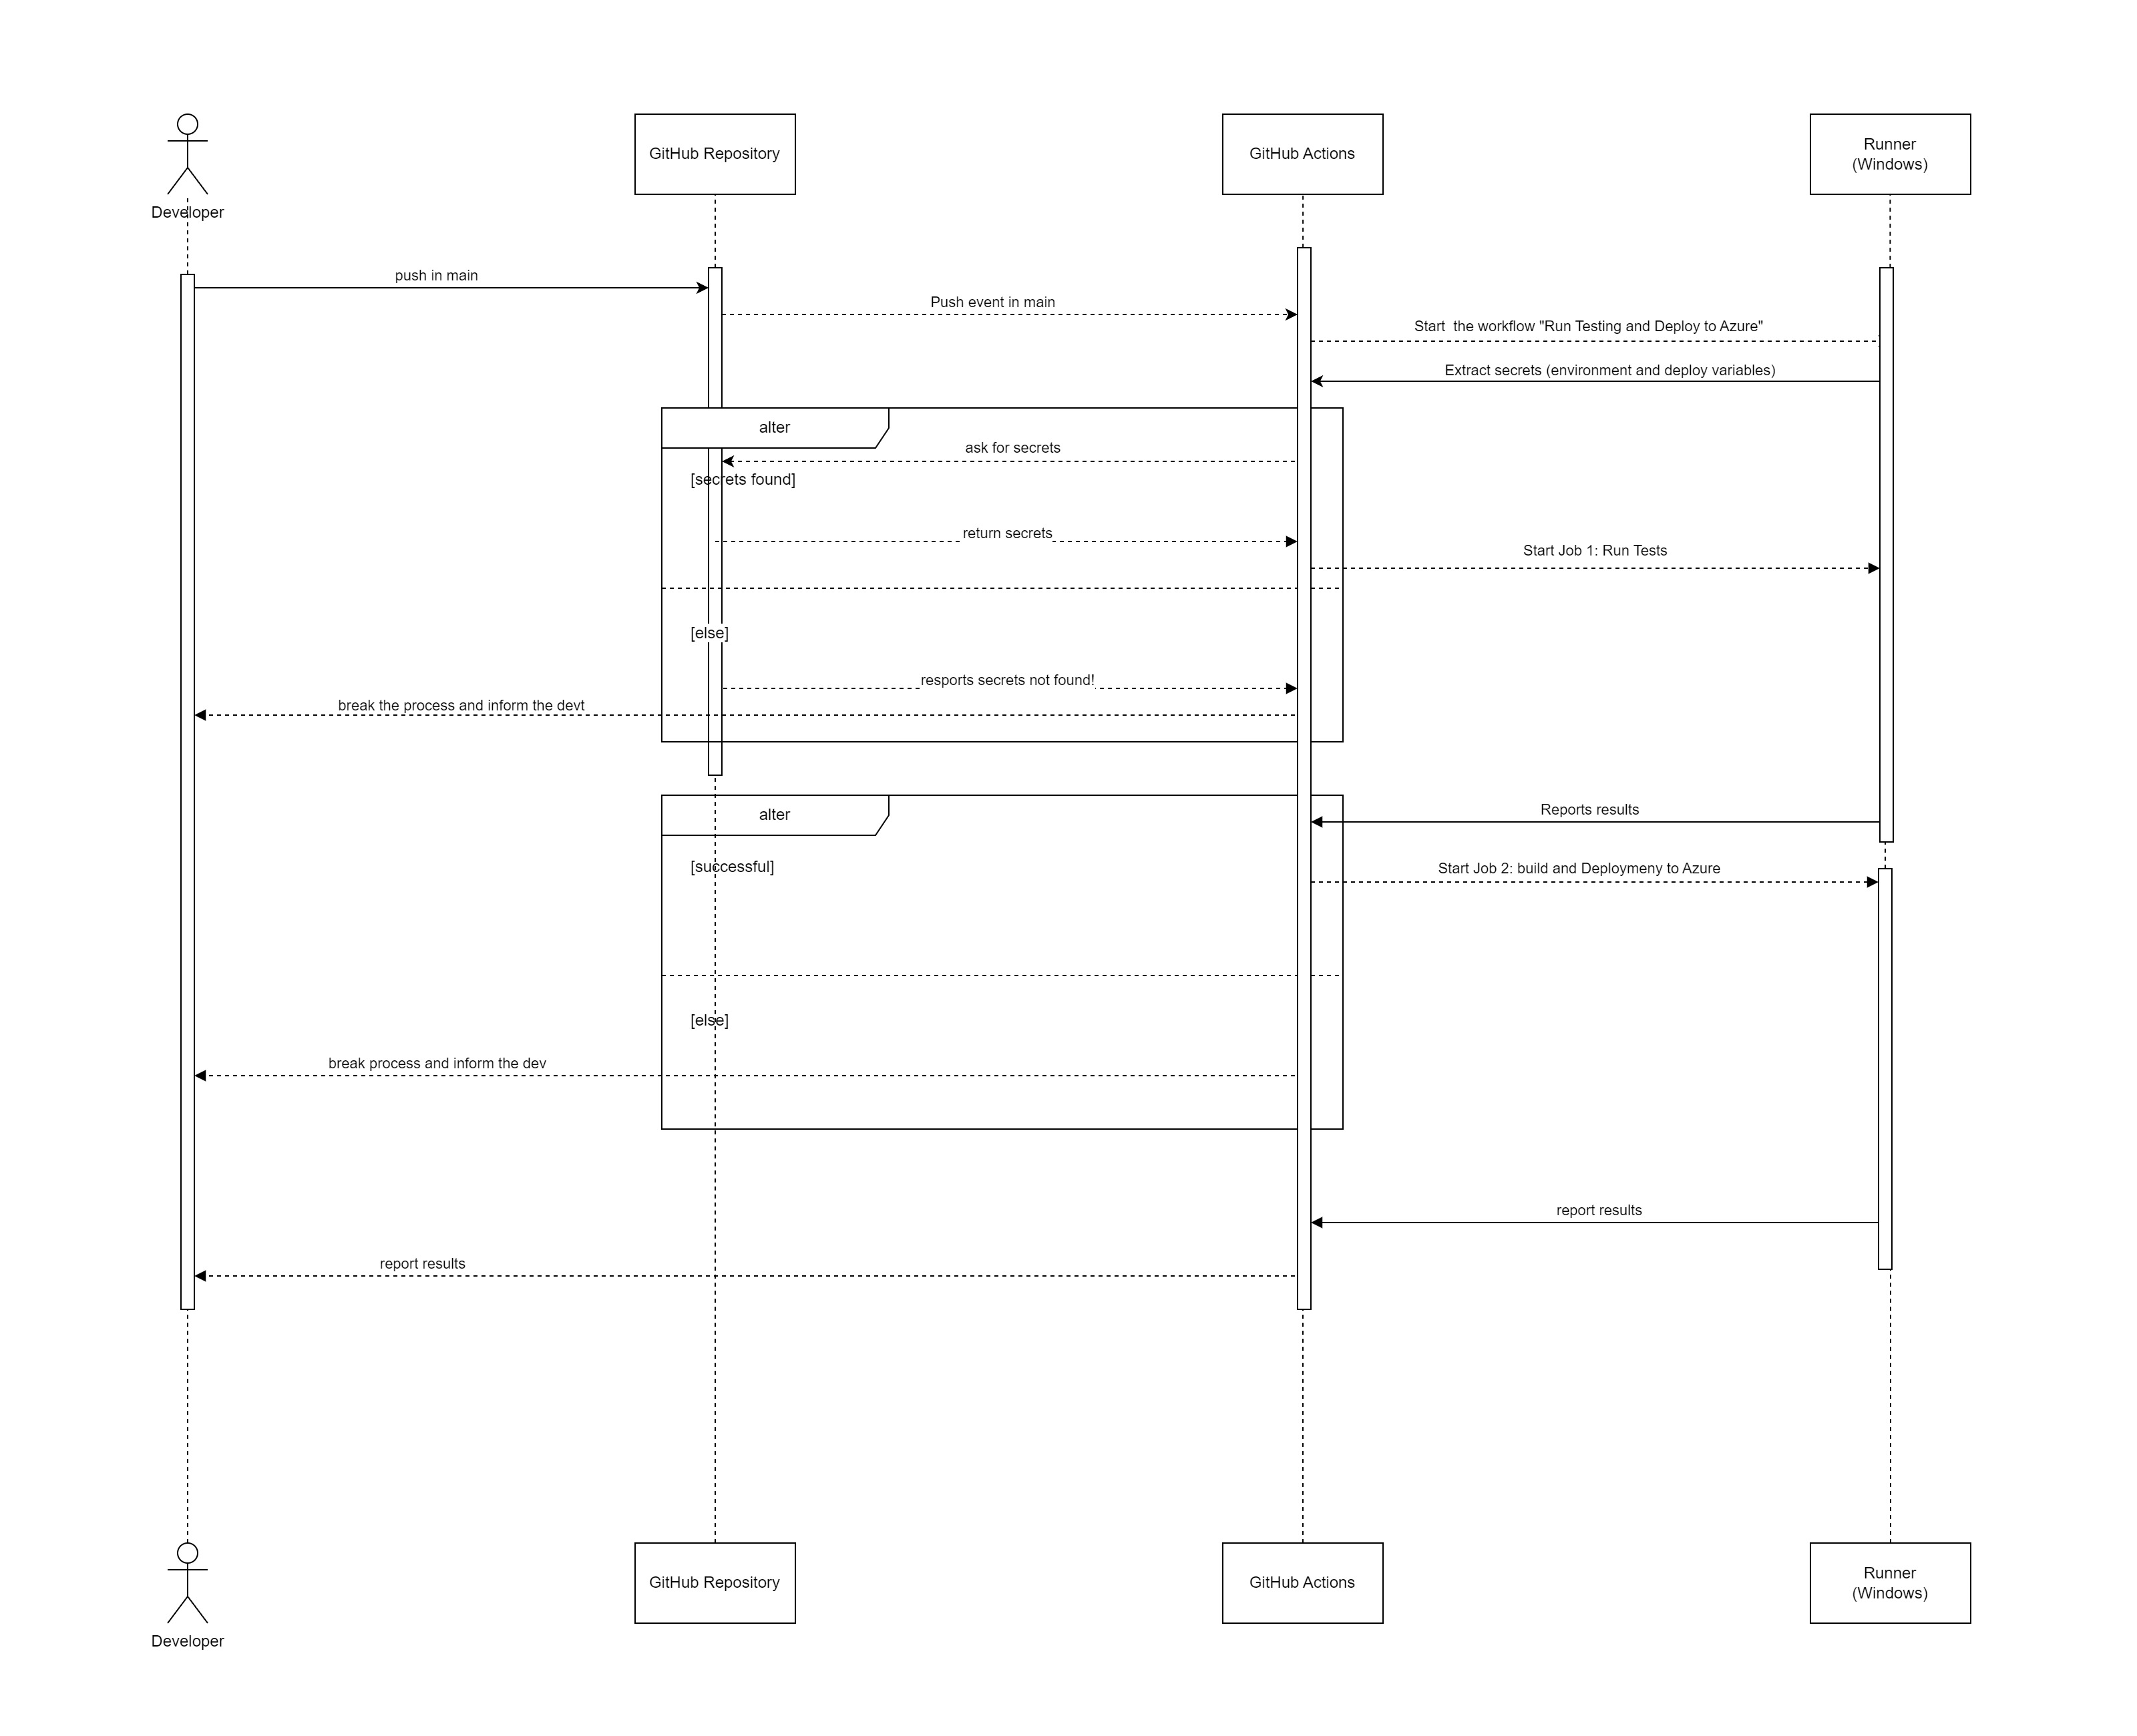 Developer
GitHub Repository
GitHub Actions
Runner
(Windows)
push in main
Push event in main
Start  the workflow "Run Testing and Deploy to Azure"
Extract secrets (environment and deploy variables)
alter
ask for secrets
[secrets found]
return secrets
Start Job 1: Run Tests
[else]
resports secrets not found!
break the process and inform the devt
alter
Reports results
[successful]
Start Job 2: build and Deploymeny to Azure
[else]
break process and inform the dev
report results
report results
GitHub Repository
GitHub Actions
Runner
(Windows)
Developer